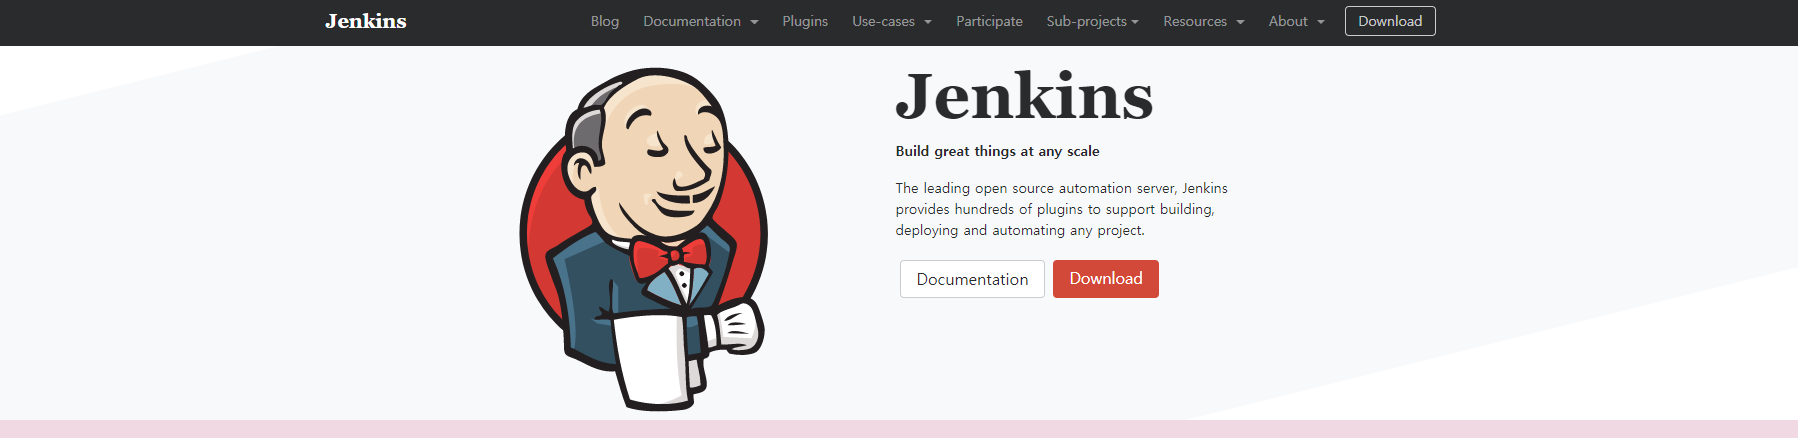 Jenkins
Blog Documentation Plugins Use-cases Participate Sub-projects Resources About Download
Jenkins
Build great things at any scale
The leading open source automation server, Jenkins
provides hundreds of plugins to support building,
deploying and automating any project.
Documentation Download